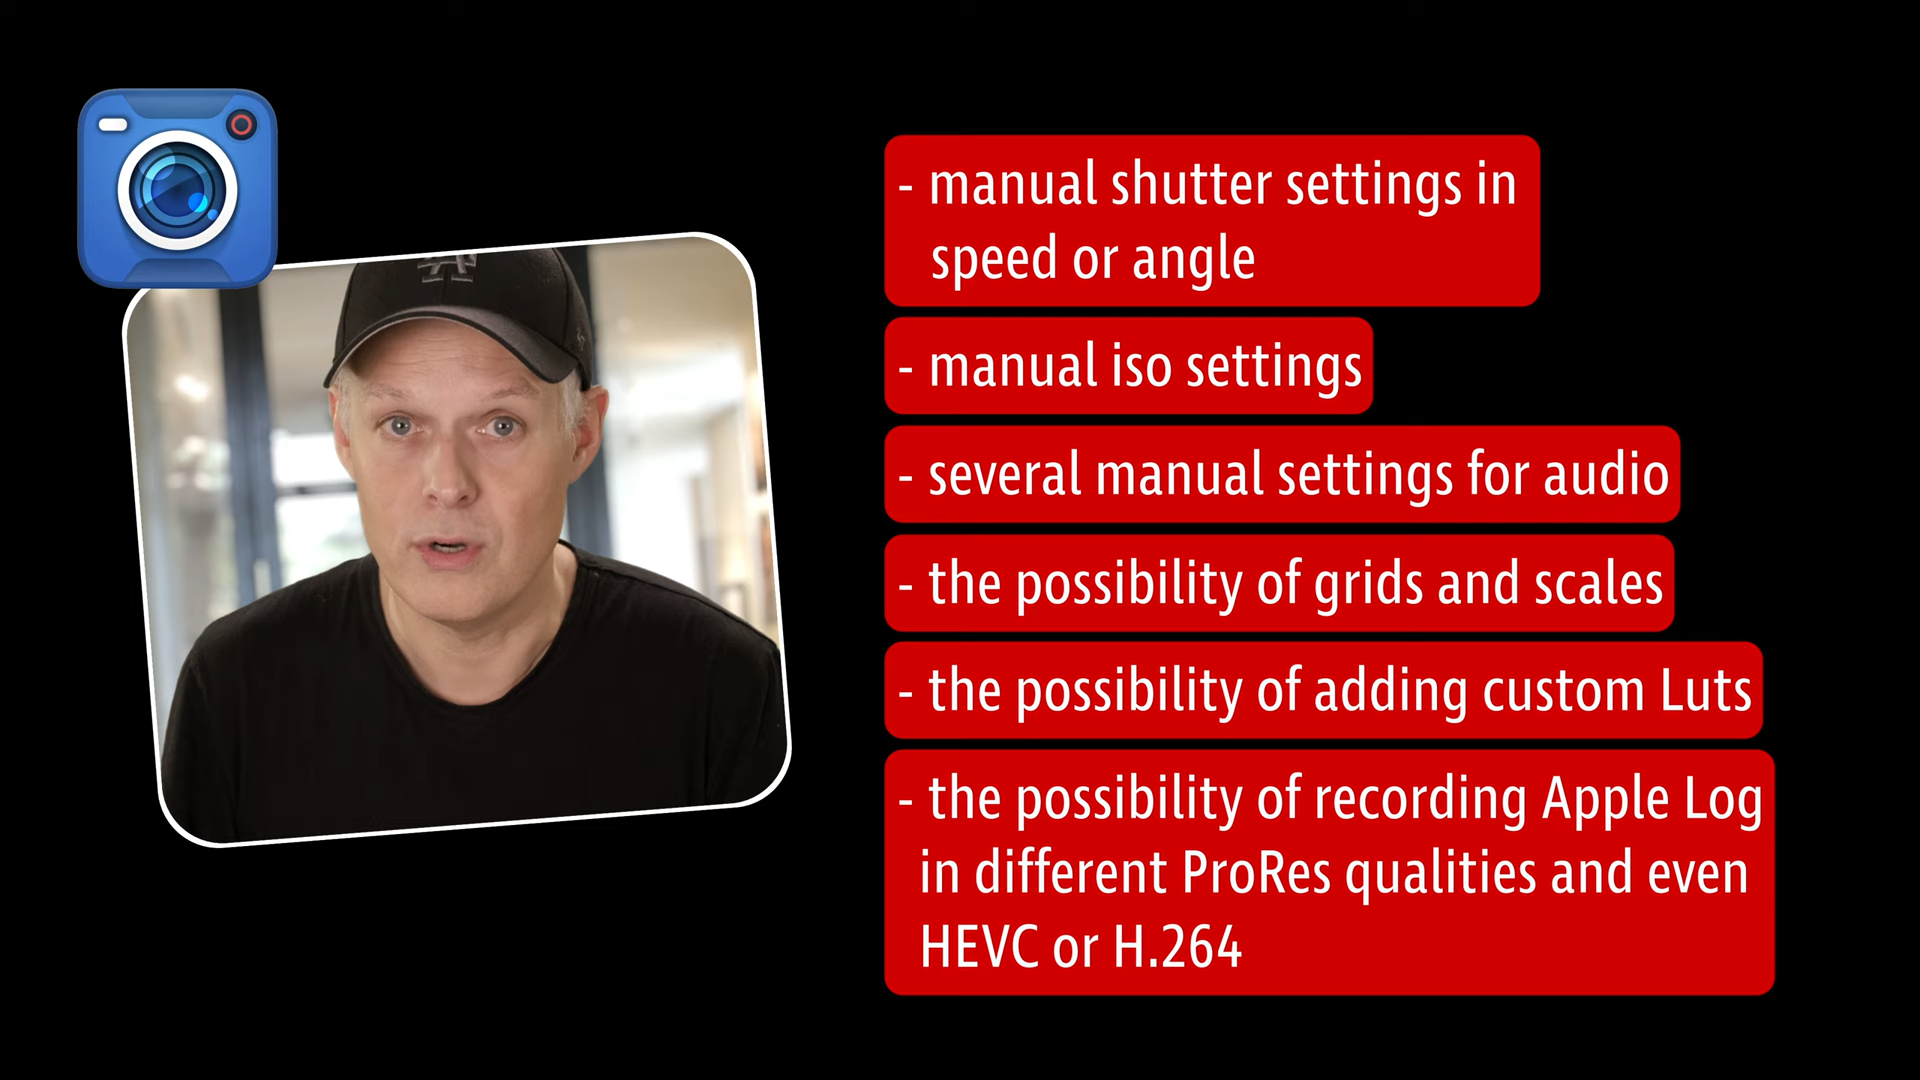 - manual shutter settings in
speed or angle
- manual iso settings
- several manual settings for audio
- the possibility of grids and scales
- the possibility of adding custom Luts
- the possibility of recording Apple Log
in different ProRes qualities and even
HEVC or H.264